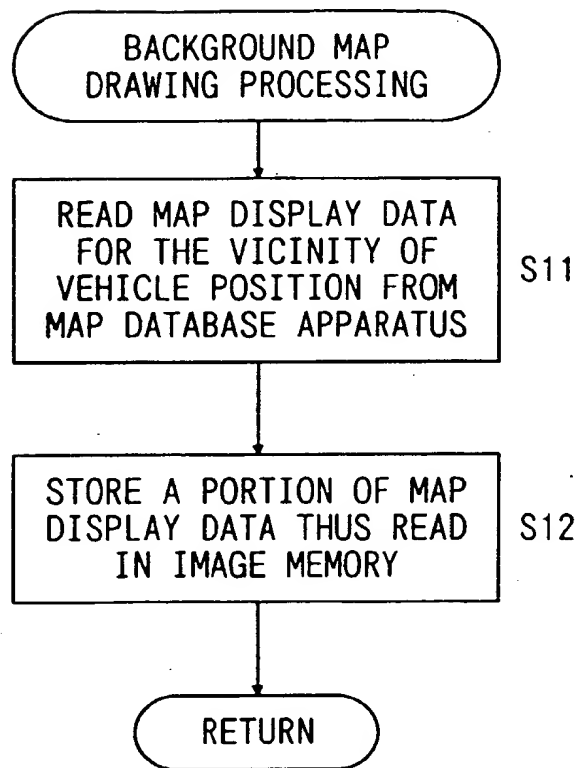 BACKGROUND MAP
DRAWING PROCESSING
READ MAP DISPLAY DATA
FOR THE VICINITY OF
VEHICLE POSITION FROM
MAP DATABASE APPARATUS
S11
STORE A PORTION OF MAP
DISPLAY DATA THUS READ
IN IMAGE MEMORY
S12
RETURN